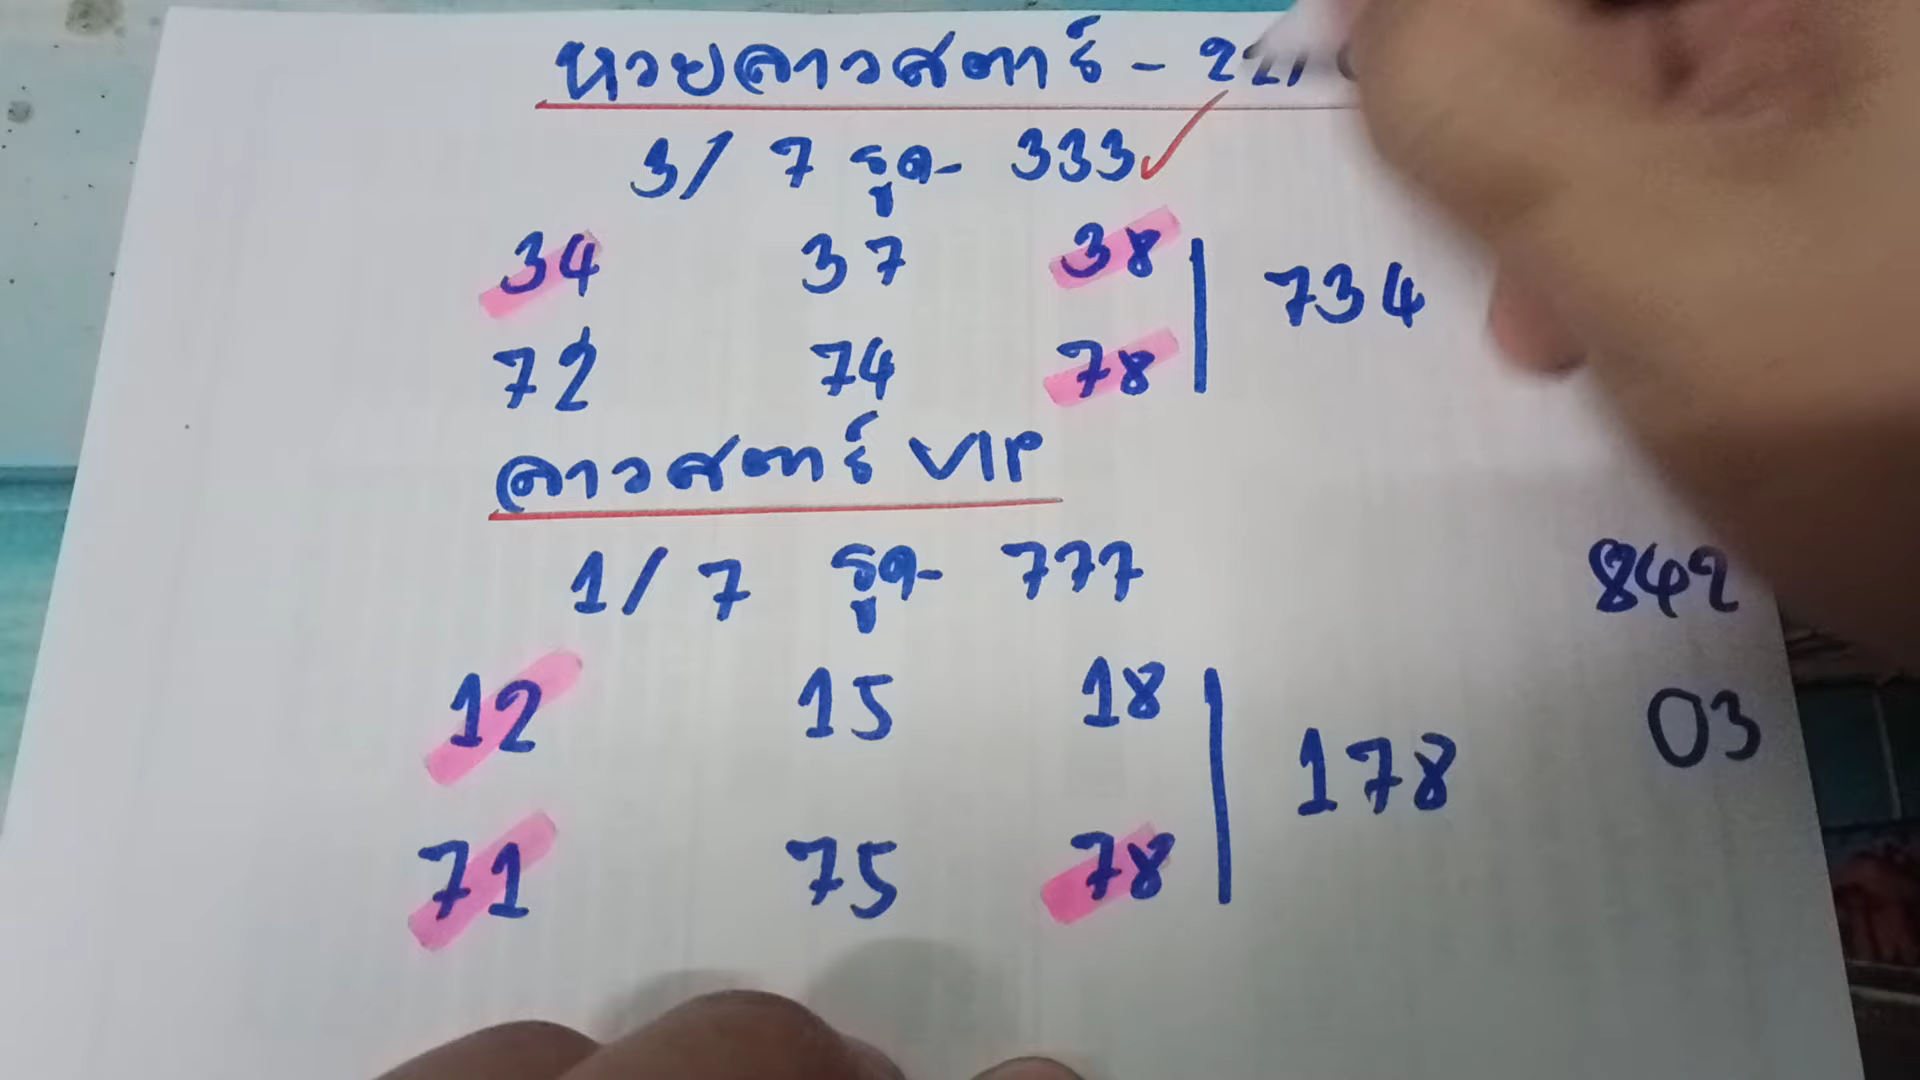 หวยลาวสตาร์ - 22/
3/7 รูด 333
34 37 38
734
72 74 78
ลาวสตาร์ VIP
1/7 รูด 777
842
12 15 18
03
178
71 75 78